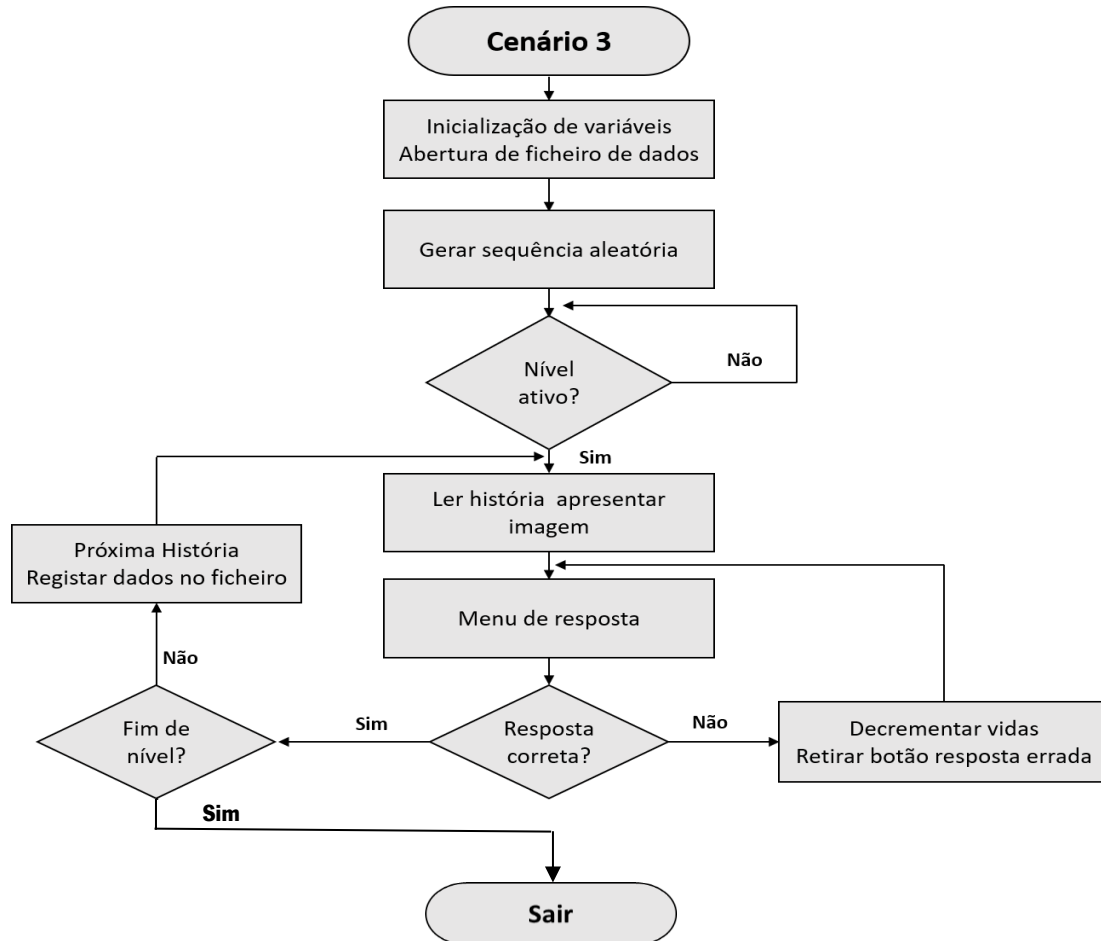 Cenário 3
Inicialização de variáveis
Abertura de ficheiro de dados
Gerar sequência aleatória
Nível
ativo?
Não
Sim
Ler história  apresentar
imagem
Próxima História
Registar dados no ficheiro
Menu de resposta
Não
Fim de
nível?
Sim
Resposta
correta?
Não
Decrementar vidas
Retirar botão resposta errada
Sim
Sair